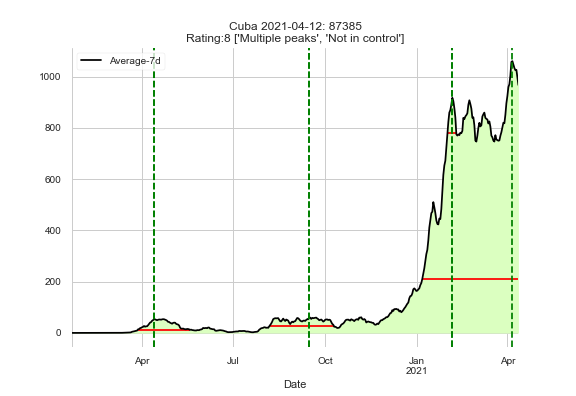 Cuba 2021-04-12: 87385
Rating:8 ['Multiple peaks', 'Not in control']
Average-7d
1000
800
600
400
200
0
Apr
Jul
Oct
Jan
2021
Apr
Date